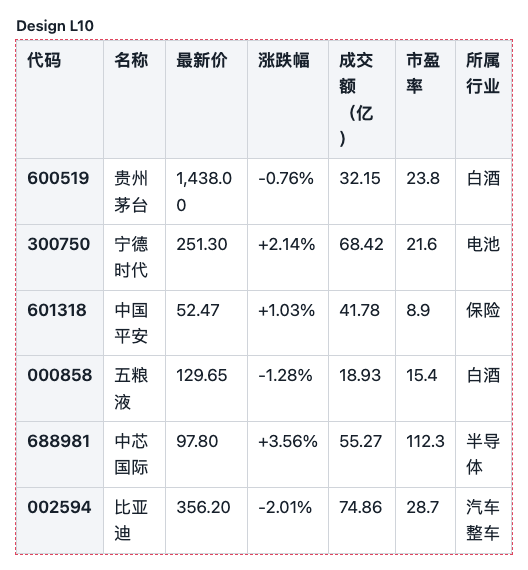 Design L10
代码 名称 最新价 涨跌幅 成交额（亿） 市盈率 所属行业
600519 贵州茅台 1,438.00 -0.76% 32.15 23.8 白酒
300750 宁德时代 251.30 +2.14% 68.42 21.6 电池
601318 中国平安 52.47 +1.03% 41.78 8.9 保险
000858 五粮液 129.65 -1.28% 18.93 15.4 白酒
688981 中芯国际 97.80 +3.56% 55.27 112.3 半导体
002594 比亚迪 356.20 -2.01% 74.86 28.7 汽车整车